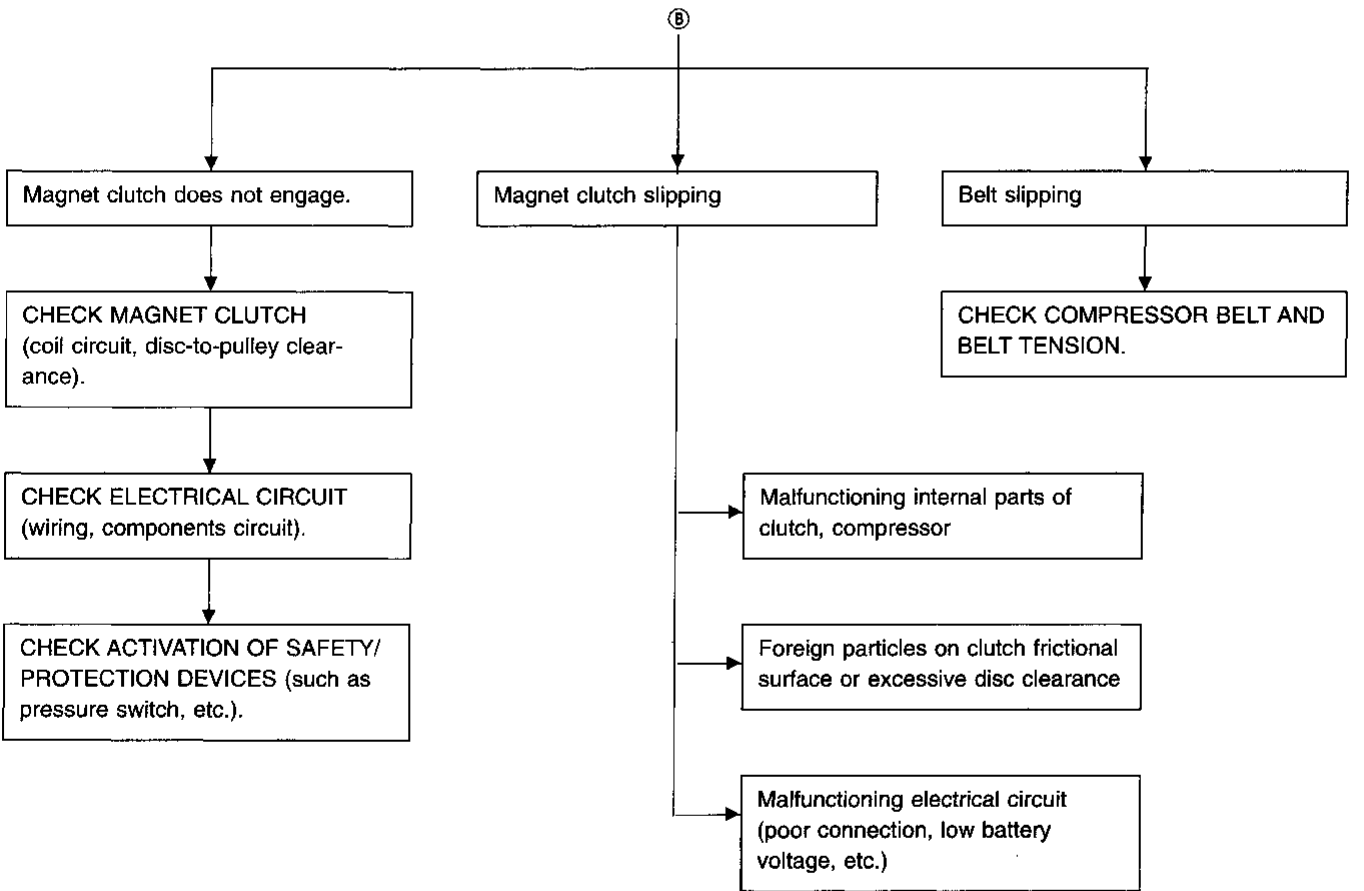 Ⓑ
Magnet clutch does not engage.
CHECK MAGNET CLUTCH
(coil circuit, disc-to-pulley clear-
ance).
CHECK ELECTRICAL CIRCUIT
(wiring, components circuit).
CHECK ACTIVATION OF SAFETY/
PROTECTION DEVICES (such as
pressure switch, etc.).
Magnet clutch slipping
Malfunctioning internal parts of
clutch, compressor
Foreign particles on clutch frictional
surface or excessive disc clearance
Malfunctioning electrical circuit
(poor connection, low battery
voltage, etc.)
Belt slipping
CHECK COMPRESSOR BELT AND
BELT TENSION.